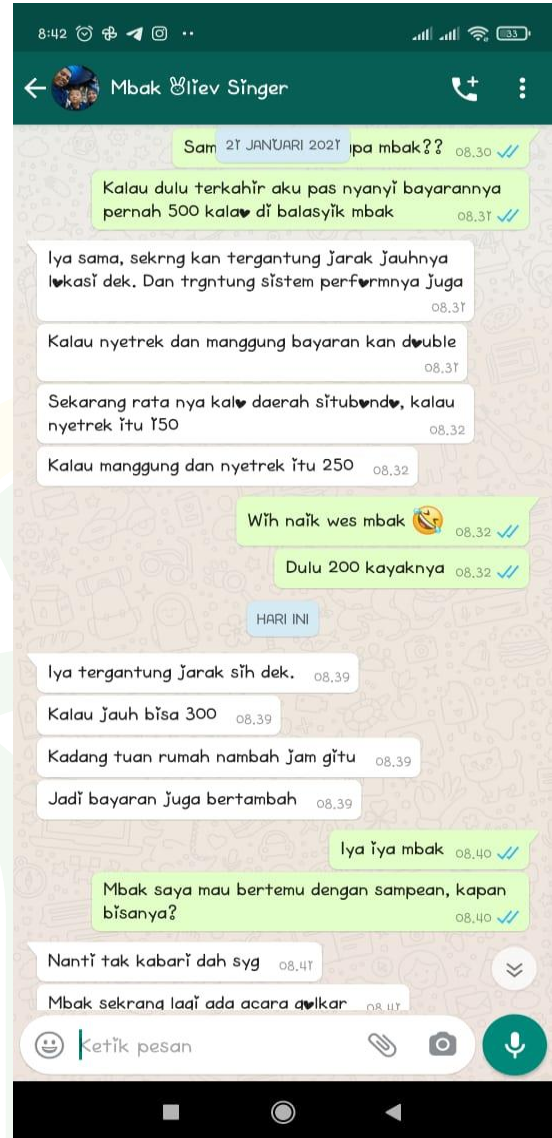 8:42
33
Mbak Oliev Singer
21 JANUARI 2021
mbak?? 08.30
Kalau dulu terkahir aku pas nyanyi bayarannya
pernah 500 kalao di balasyik mbak 08.31
Iya sama, sekrng kan tergantung jarak jauhnya
lokasi dek. Dan trgntung sistem performnya juga
08.31
Kalau nyetrek dan manggung bayaran kan double
08.31
Sekarang rata nya kalo daerah situbondo, kalau
nyetrek itu 150 08.32
Kalau manggung dan nyetrek itu 250 08.32
Wih naik wes mbak 🤣 08.32
Dulu 200 kayaknya 08.32
HARI INI
Iya tergantung jarak sih dek. 08.39
Kalau jauh bisa 300 08.39
Kadang tuan rumah nambah jam gitu 08.39
Jadi bayaran juga bertambah 08.39
Iya iya mbak 08.40
Mbak saya mau bertemu dengan sampean, kapan
bisanya? 08.40
Nanti tak kabari dah syg 08.41
Mbak sekrang lagi ada acara golkar 08.41
Ketik pesan